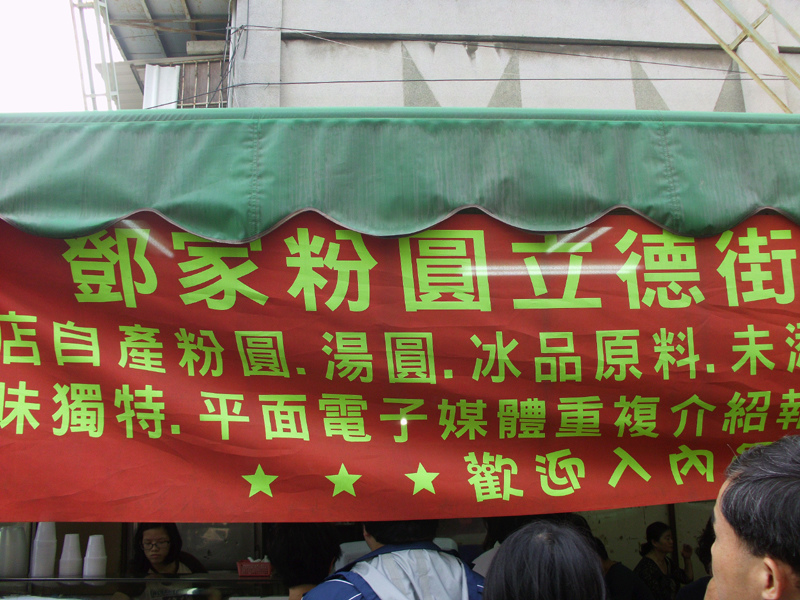 鄧家粉圓立德街
店自產粉圓.湯圓.冰品原料.未
味獨特.平面電子媒體重複介紹報
★★★歡迎入內